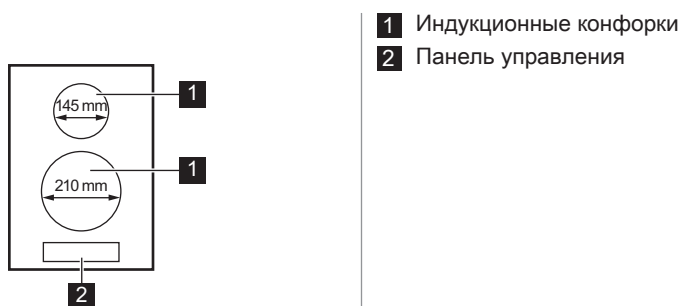 145 mm
1
210 mm
1
2
1 Индукционные конфорки
2 Панель управления